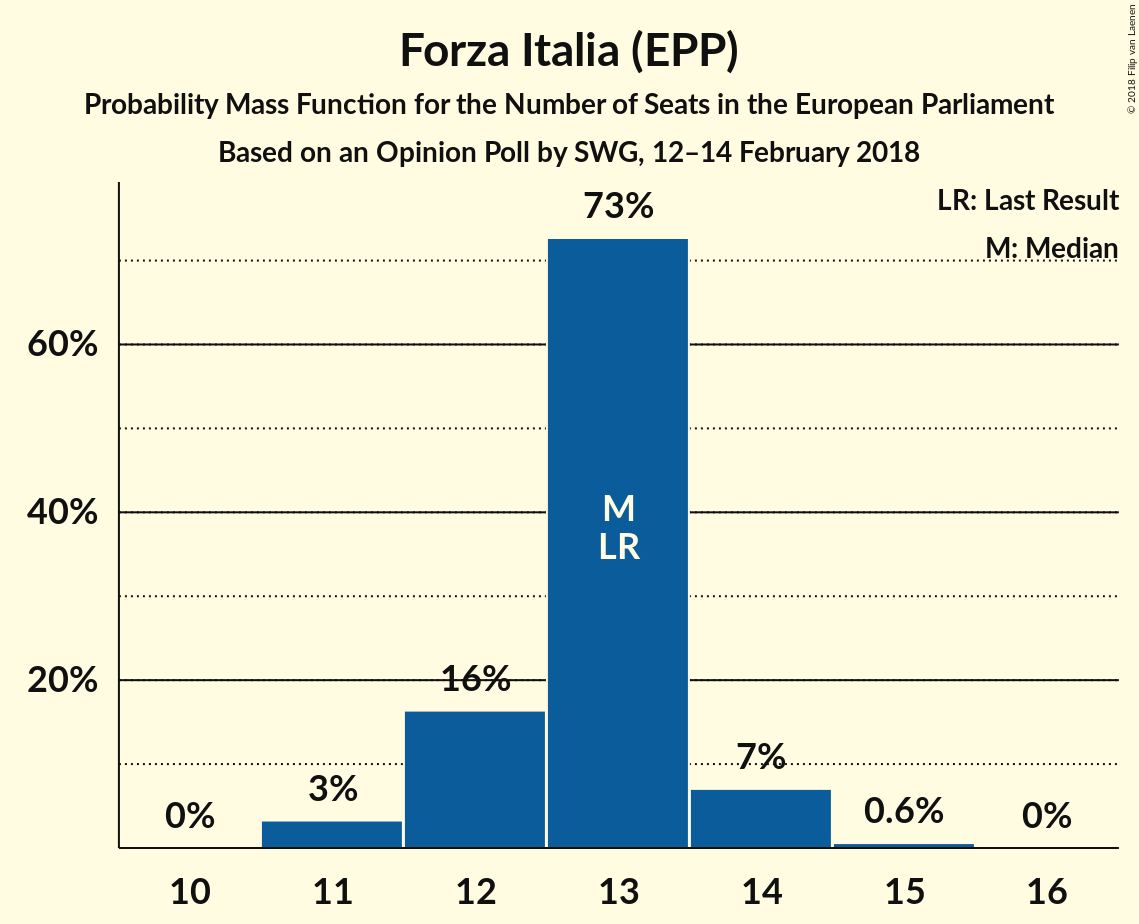 Forza Italia (EPP)
Probability Mass Function for the Number of Seats in the European Parliament
Based on an Opinion Poll by SWG, 12–14 February 2018
© 2018 Filip van Laenen
LR: Last Result
M: Median
60%
40%
20%
0%
3%
16%
73%
M
LR
7%
0.6%
0%
10
11
12
13
14
15
16